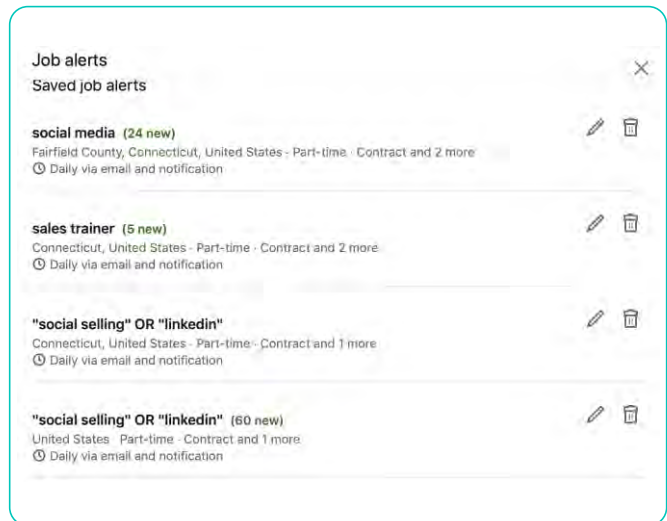 Job alerts
Saved job alerts
social media (24 new)
Fairfield County, Connecticut, United States · Part-time · Contract and 2 more
Daily via email and notification
sales trainer (5 new)
Connecticut, United States · Part-time · Contract and 2 more
Daily via email and notification
"social selling" OR "linkedin"
Connecticut, United States · Part-time · Contract and 1 more
Daily via email and notification
"social selling" OR "linkedin" (60 new)
United States · Part-time · Contract and 1 more
Daily via email and notification